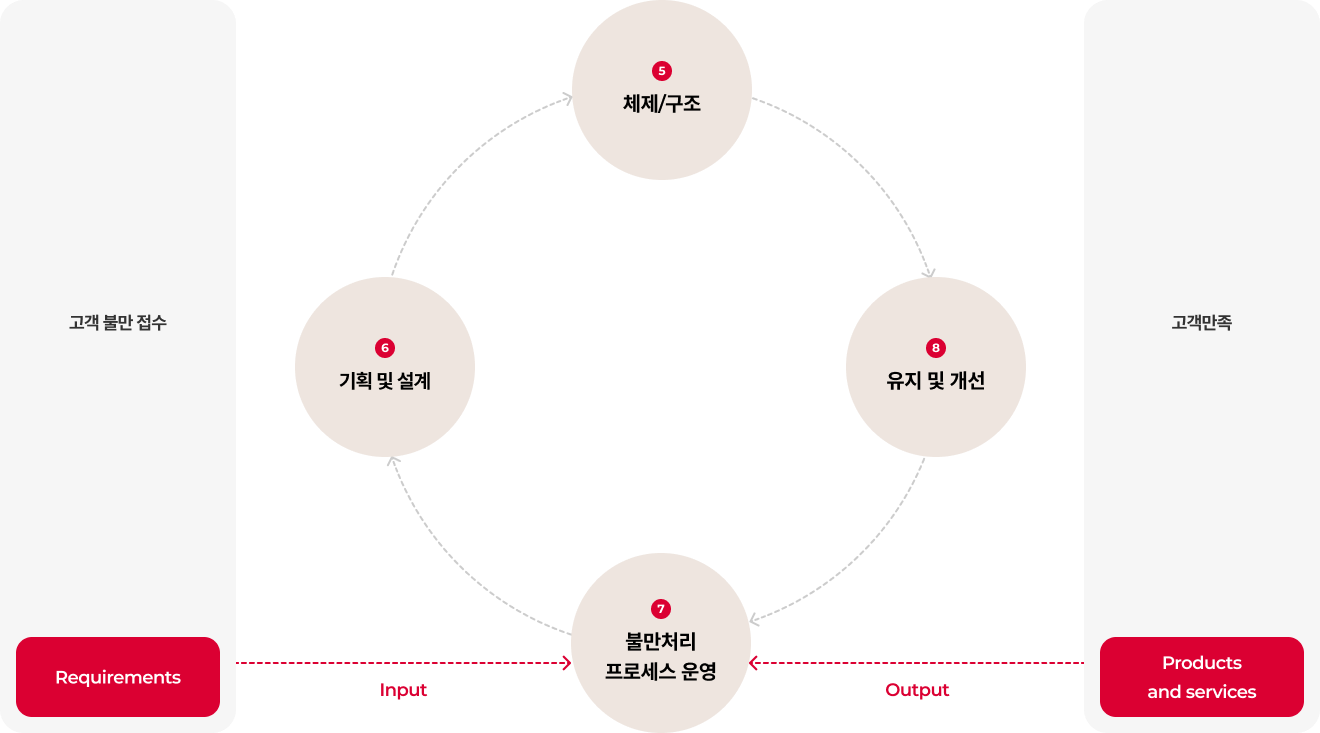 5
체제/구조
고객 불만 접수
6
기획 및 설계
8
유지 및 개선
고객만족
7
불만처리
프로세스 운영
Requirements
Input
Output
Products
and services